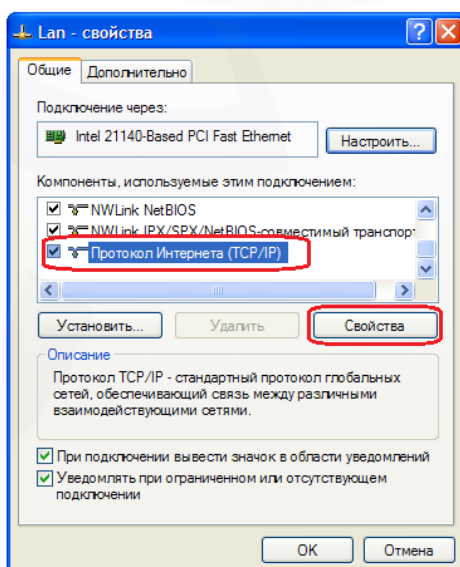 Lan - свойства
Общие Дополнительно
Подключение через:
Intel 21140-Based PCI Fast Ethernet Настроить...
Компоненты, используемые этим подключением:
NWLink NetBIOS
NWLink IPX/SPX/NetBIOS-совместимый транспорт
Протокол Интернета (TCP/IP)
Установить... Удалить Свойства
Описание
Протокол TCP/IP - стандартный протокол глобальных
сетей, обеспечивающий связь между различными
взаимодействующими сетями.
При подключении вывести значок в области уведомлений
Уведомлять при ограниченном или отсутствующем
подключении
OK Отмена